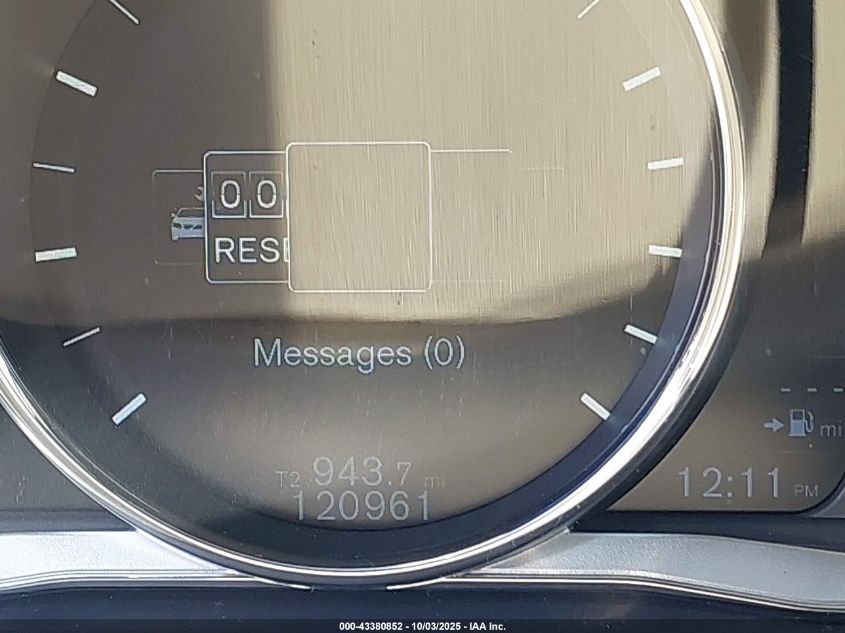 00
RESE
Messages (0)
T2 943.7 mi
120961
- - -
mi
12:11 PM
000-43380852 - 10/03/2025 - IAA Inc.